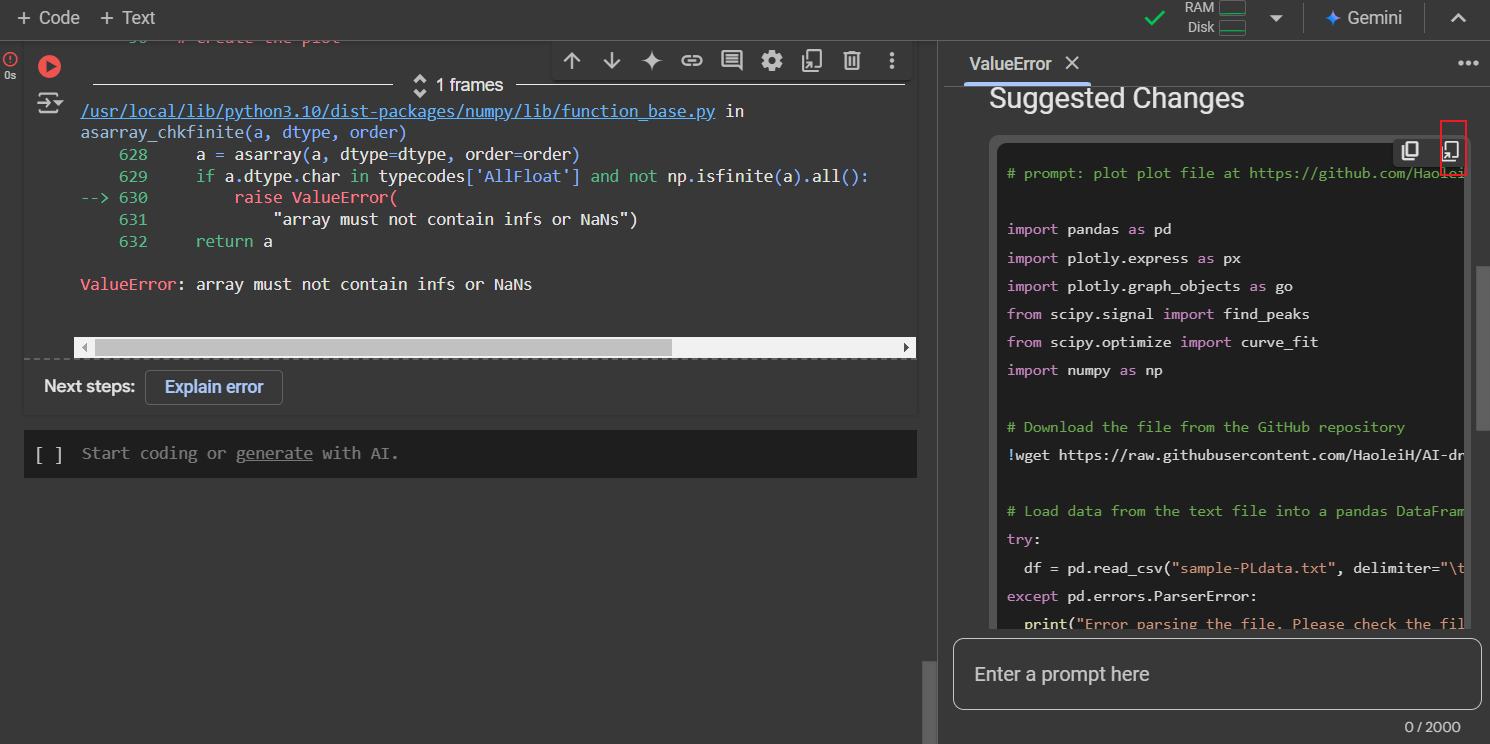 + Code + Text
RAM
Disk
Gemini
# Create the plot
0s
1 frames
/usr/local/lib/python3.10/dist-packages/numpy/lib/function_base.py in
asarray_chkfinite(a, dtype, order)
628 a = asarray(a, dtype=dtype, order=order)
629 if a.dtype.char in typecodes['AllFloat'] and not np.isfinite(a).all():
--> 630 raise ValueError(
631 "array must not contain infs or NaNs")
632 return a
ValueError: array must not contain infs or NaNs
Next steps: Explain error
[ ] Start coding or generate with AI.
ValueError
Suggested Changes
# prompt: plot plot file at https://github.com/Haolei
import pandas as pd
import plotly.express as px
import plotly.graph_objects as go
from scipy.signal import find_peaks
from scipy.optimize import curve_fit
import numpy as np
# Download the file from the GitHub repository
!wget https://raw.githubusercontent.com/HaoleiH/AI-dr
# Load data from the text file into a pandas DataFram
try:
df = pd.read_csv("sample-PLdata.txt", delimiter="\t
except pd.errors.ParserError:
print("Error parsing the file. Please check the fil
Enter a prompt here
0 / 2000